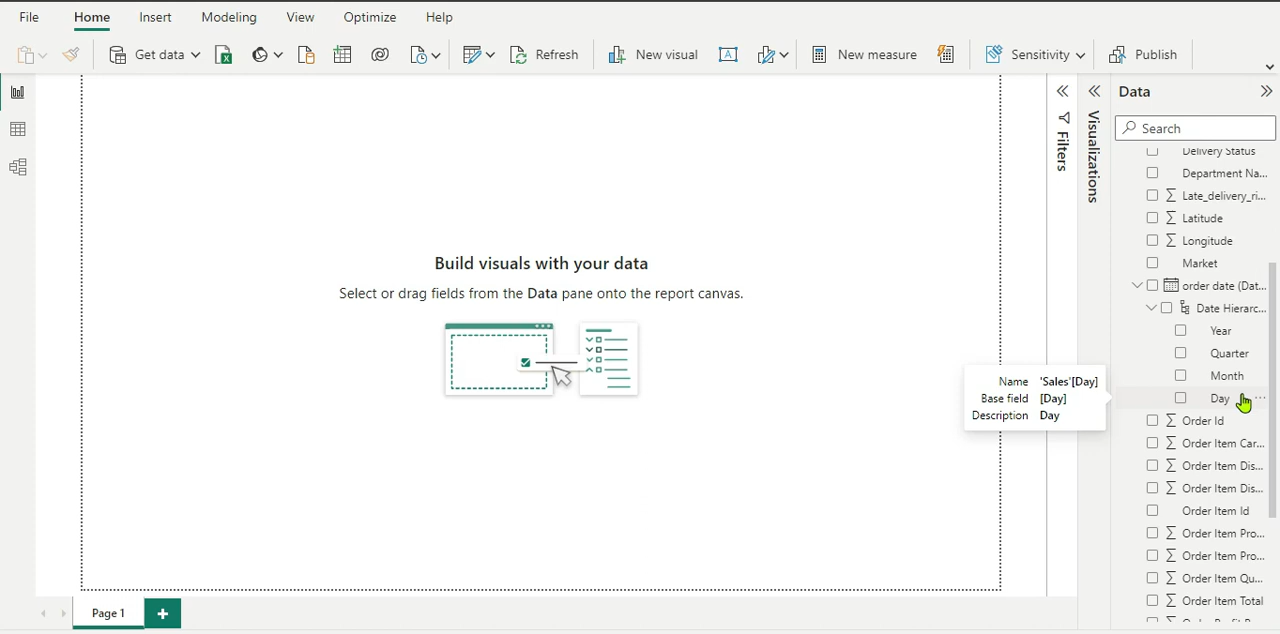 File Home Insert Modeling View Optimize Help
Get data Refresh New visual New measure Sensitivity Publish
Filters
Visualizations
Data
Search
Build visuals with your data
Select or drag fields from the Data pane onto the report canvas.
Delivery Status
Department Na...
Late_delivery_ri...
Latitude
Longitude
Market
order date (Dat...
Date Hierarc...
Year
Quarter
Month
Day
Name 'Sales'[Day]
Base field [Day]
Description Day
Order Id
Order Item Car...
Order Item Dis...
Order Item Dis...
Order Item Id
Order Item Pro...
Order Item Pro...
Order Item Qu...
Order Item Total
Page 1